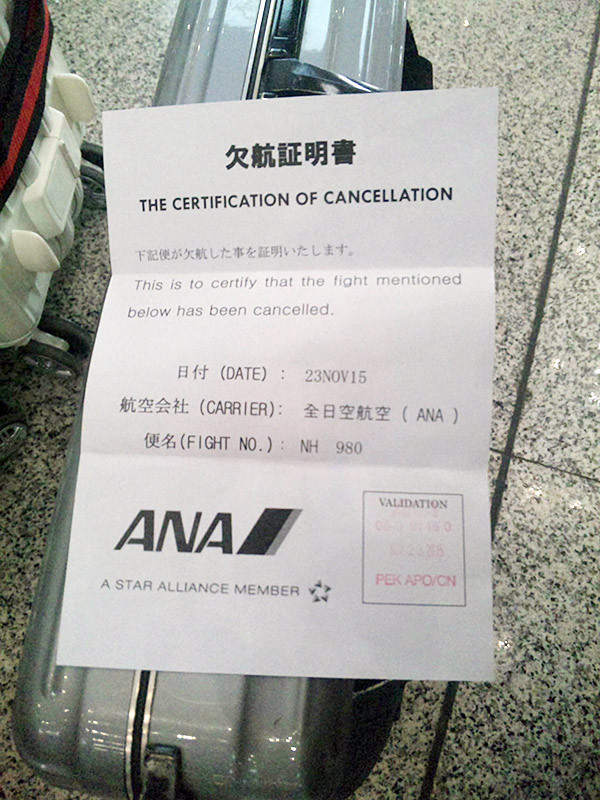 欠航証明書
THE CERTIFICATION OF CANCELLATION
下記便が欠航した事を証明いたします。
This is to certify that the fight mentioned
below has been cancelled.
日付 (DATE) : 23NOV15
航空会社 (CARRIER): 全日空航空 ( ANA )
便名(FIGHT NO.) : NH 980
ANA
A STAR ALLIANCE MEMBER
VALIDATION
PEK APO/CN